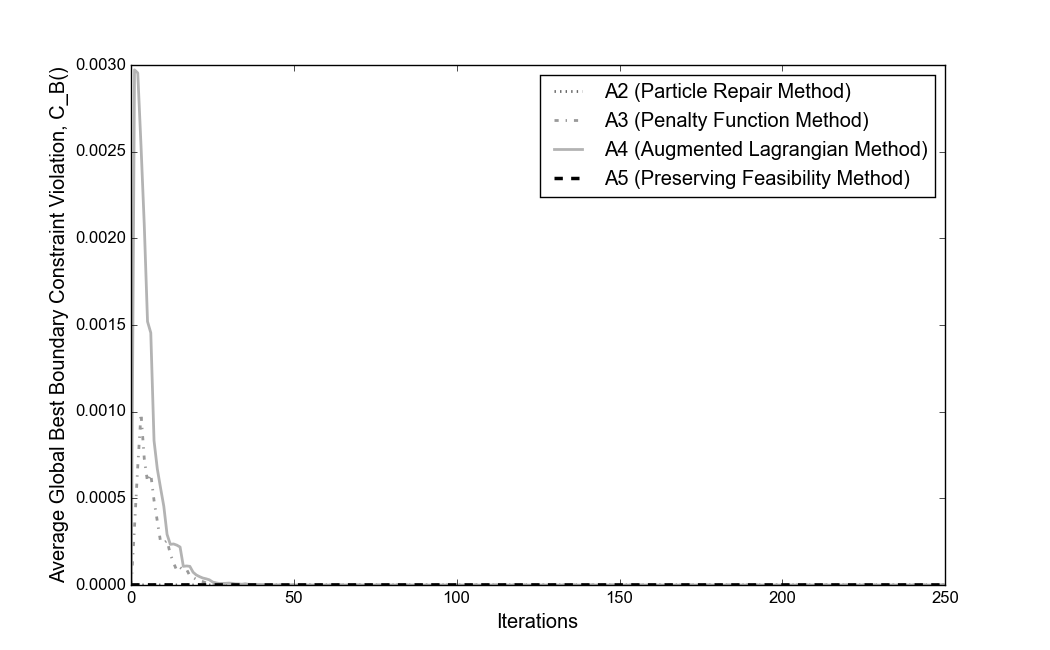 Average Global Best Boundary Constraint Violation, C_B()
0.0030
0.0025
0.0020
0.0015
0.0010
0.0005
0.0000
A2 (Particle Repair Method)
A3 (Penalty Function Method)
A4 (Augmented Lagrangian Method)
A5 (Preserving Feasibility Method)
0 50 100 150 200 250
Iterations